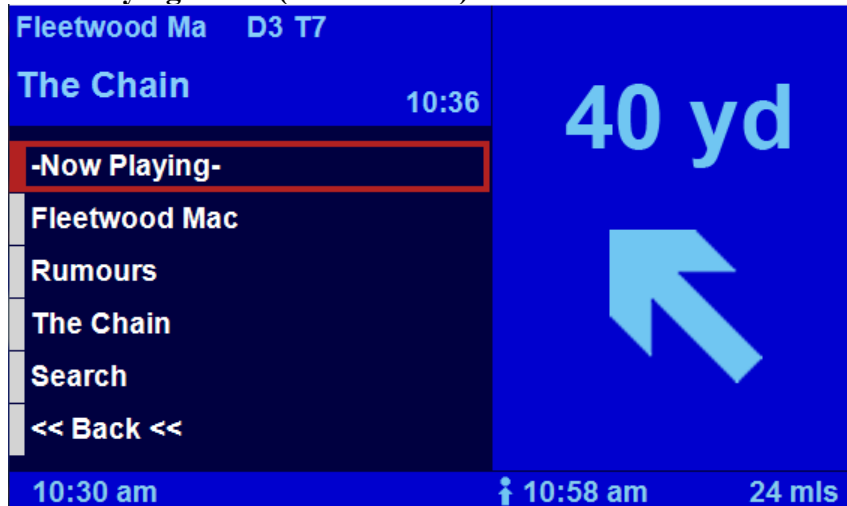 Fleetwood Ma D3 T7
The Chain
10:36
-Now Playing-
Fleetwood Mac
Rumours
The Chain
Search
<< Back <<
40 yd
10:30 am
10:58 am
24 mls